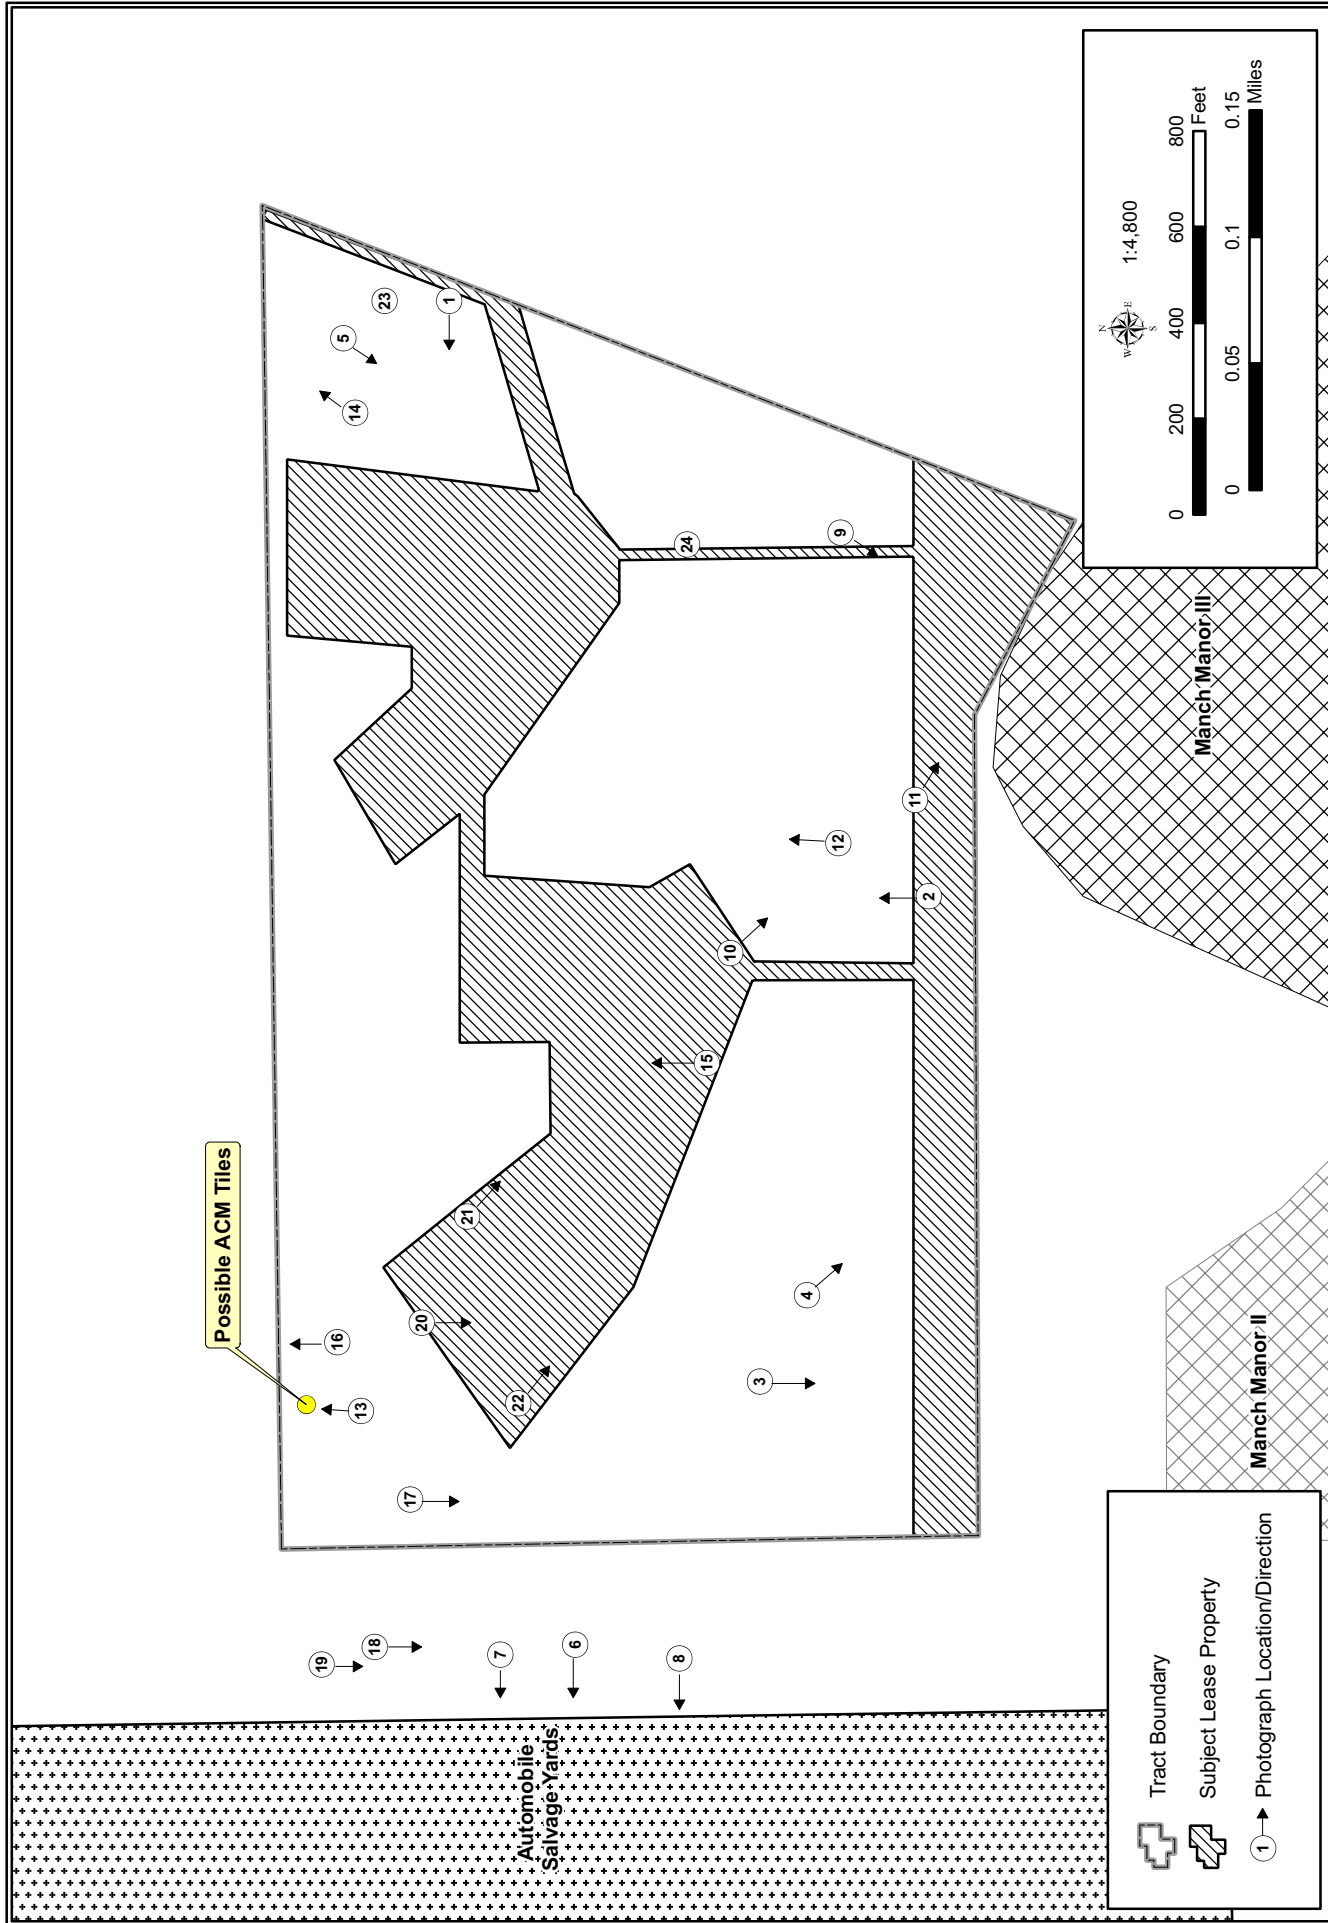 Possible ACM Tiles
19
18
17
13
16
20
22
21
7
6
8
3
4
15
10
2
12
11
14
5
23
1
24
9
Automobile
Salvage Yards
Manch Manor II
Manch Manor III
Tract Boundary
Subject Lease Property
1 Photograph Location/Direction
N
W E
S
1:4,800
0 200 400 600 800
Feet
0 0.05 0.1 0.15
Miles